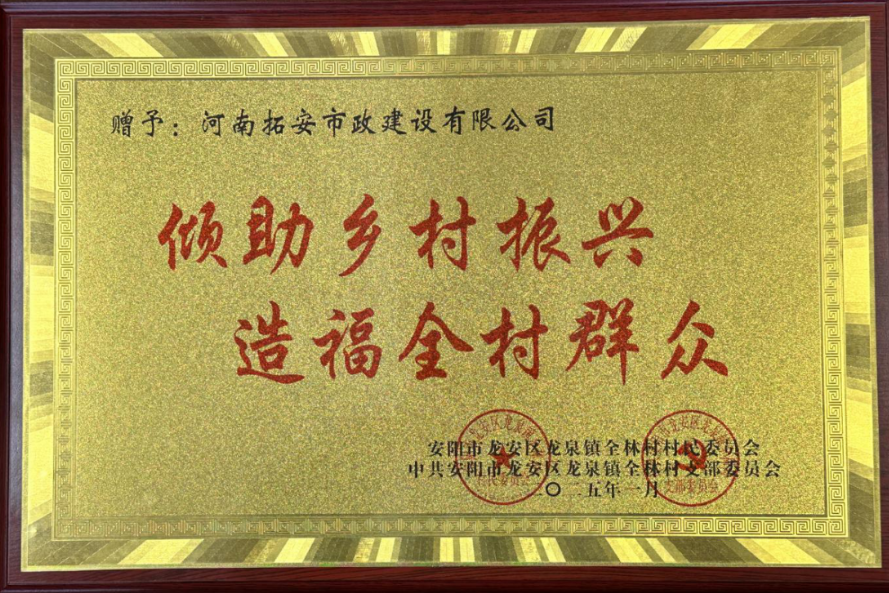 赠予：河南拓安市政建设有限公司
倾助乡村振兴
造福全村群众
安阳市龙安区龙泉镇全林村村民委员会
中共安阳市龙安区龙泉镇全林村支部委员会
二〇二五年一月